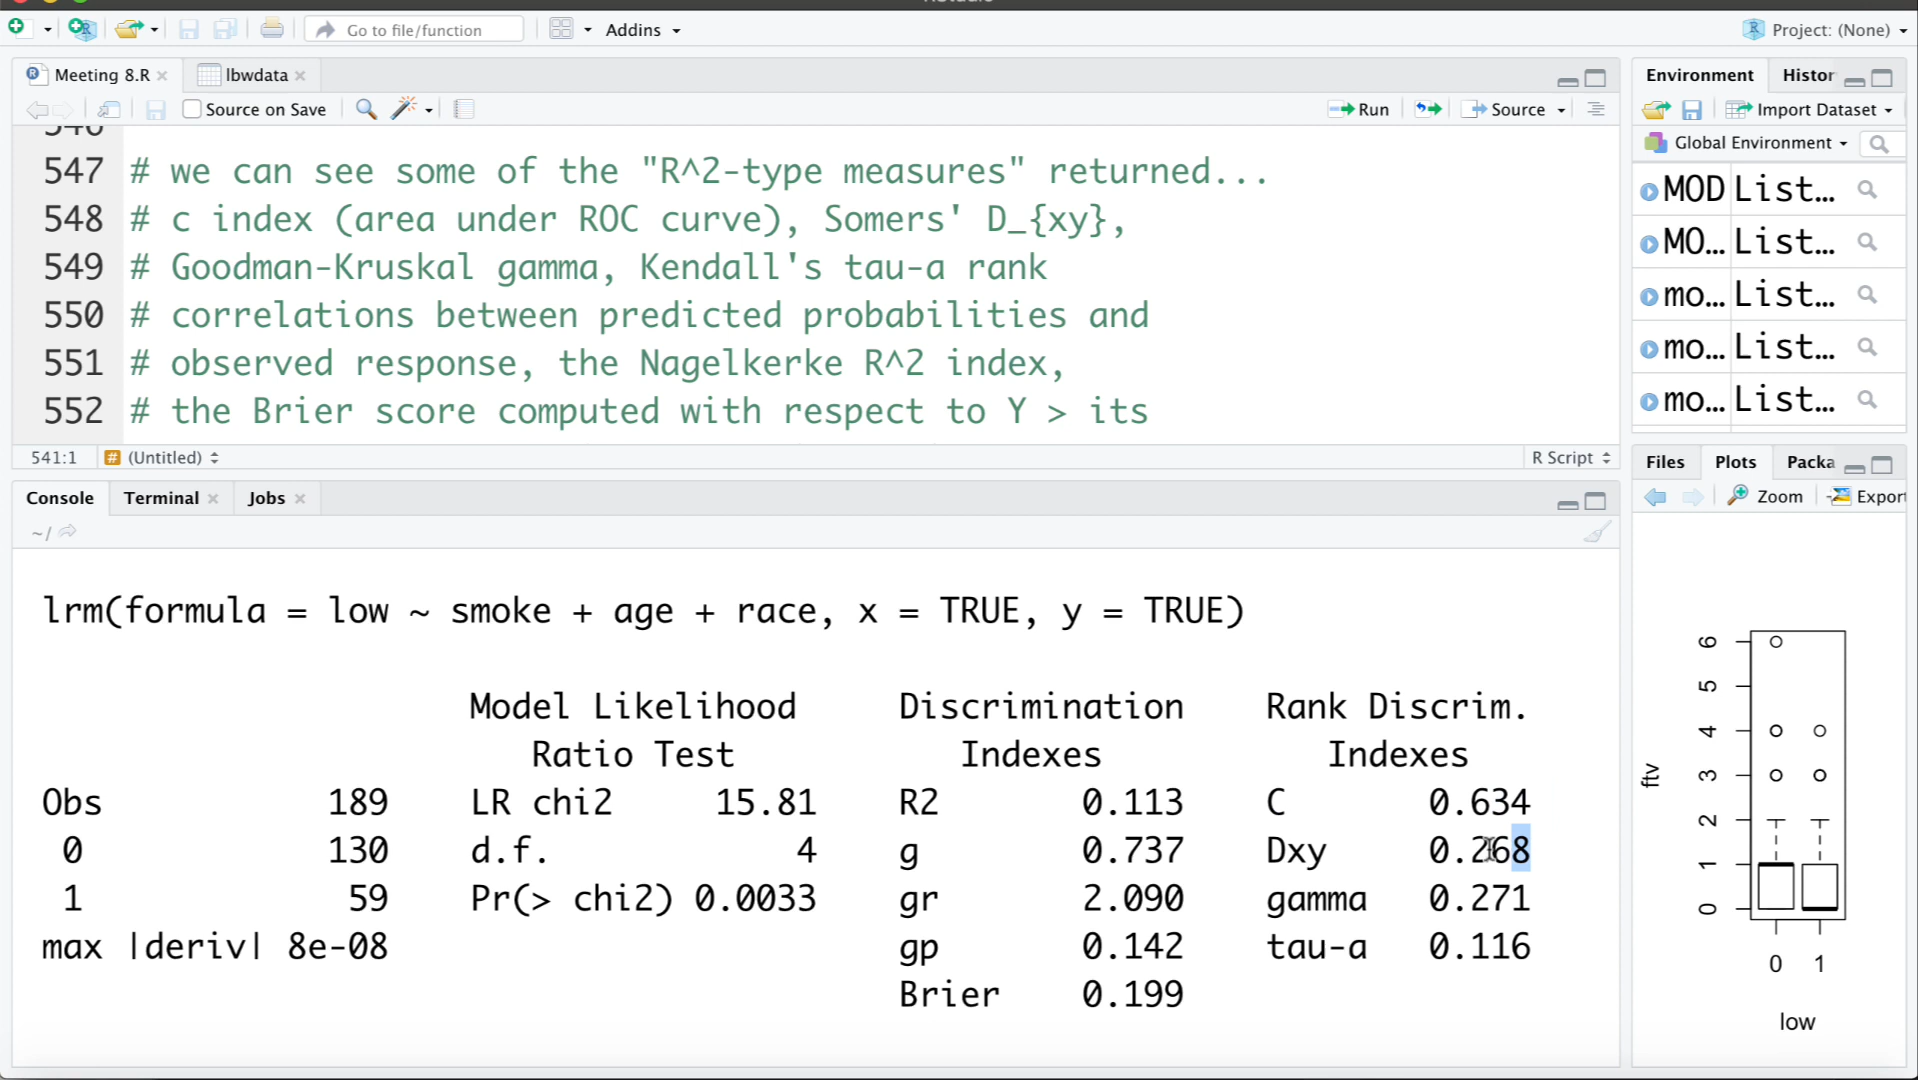 Go to file/function
Addins
Project: (None)
Meeting 8.R
lbwdata
Source on Save
Run
Source
547 # we can see some of the "R^2-type measures" returned...
548 # c index (area under ROC curve), Somers' D_{xy},
549 # Goodman-Kruskal gamma, Kendall's tau-a rank
550 # correlations between predicted probabilities and
551 # observed response, the Nagelkerke R^2 index,
552 # the Brier score computed with respect to Y > its
541:1 # (Untitled) R Script
Console Terminal Jobs
~/
lrm(formula = low ~ smoke + age + race, x = TRUE, y = TRUE)
Model Likelihood Discrimination Rank Discrim.
Ratio Test Indexes Indexes
Obs 189 LR chi2 15.81 R2 0.113 C 0.634
0 130 d.f. 4 g 0.737 Dxy 0.268
1 59 Pr(> chi2) 0.0033 gr 2.090 gamma 0.271
max |deriv| 8e-08 gp 0.142 tau-a 0.116
Brier 0.199
Environment Histor
Import Dataset
Global Environment
MOD List...
MO... List...
mo... List...
mo... List...
mo... List...
Files Plots Packa
Zoom Export
ftv
6
5
4
3
2
1
0
0 1
low